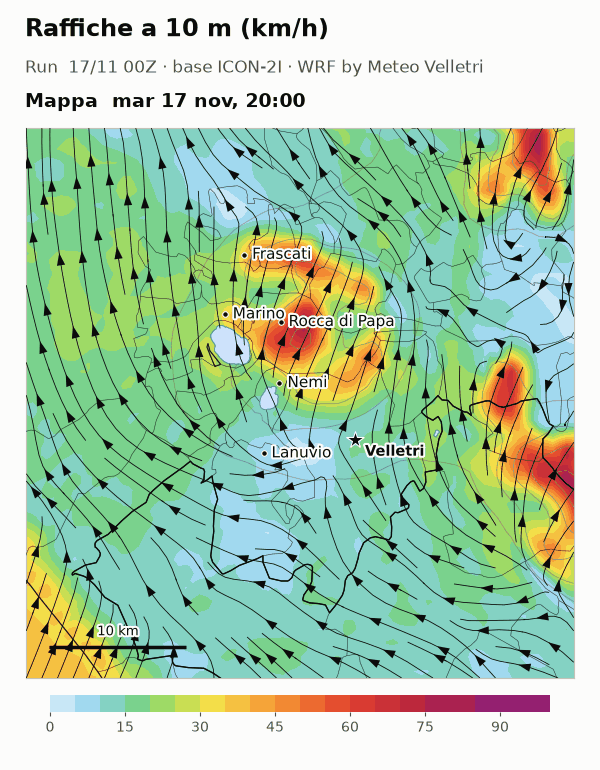 Raffiche a 10 m (km/h)
Run  17/11 00Z · base ICON-2I · WRF by Meteo Velletri
Mappa  mar 17 nov, 20:00
Frascati
Marino
Rocca di Papa
Nemi
Lanuvio
Velletri
10 km
0 15 30 45 60 75 90